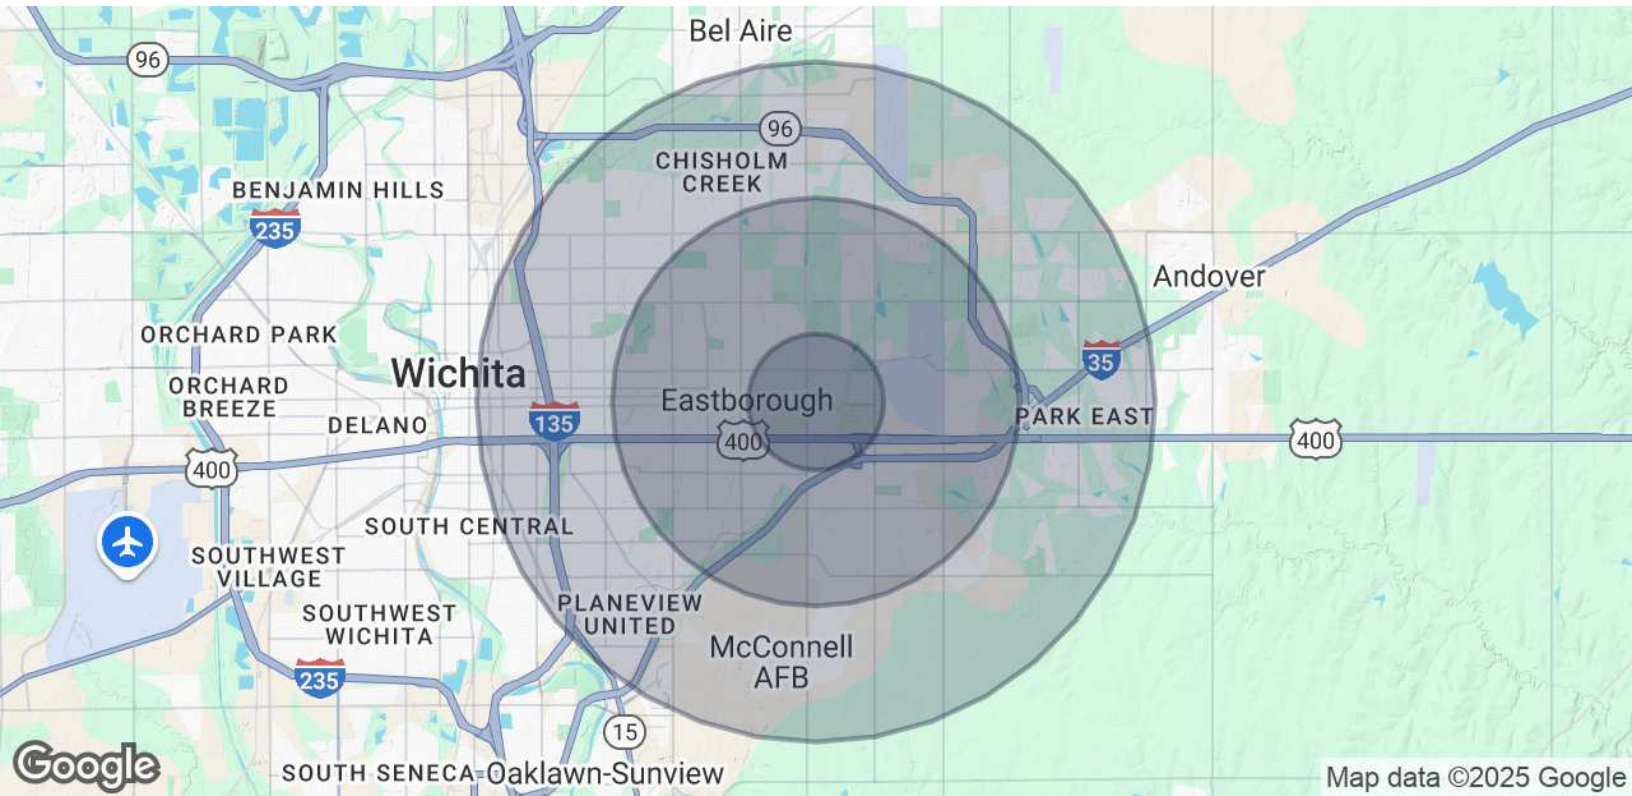 Bel Aire
96
96
CHISHOLM
CREEK
BENJAMIN HILLS
235
Andover
ORCHARD PARK
35
Wichita
ORCHARD
BREEZE
Eastborough
DELANO
135
PARK EAST
400
400
400
SOUTH CENTRAL
SOUTHWEST
VILLAGE
PLANEVIEW
UNITED
SOUTHWEST
WICHITA
McConnell
AFB
235
15
Google
SOUTH SENECA
Oaklawn-Sunview
Map data ©2025 Google